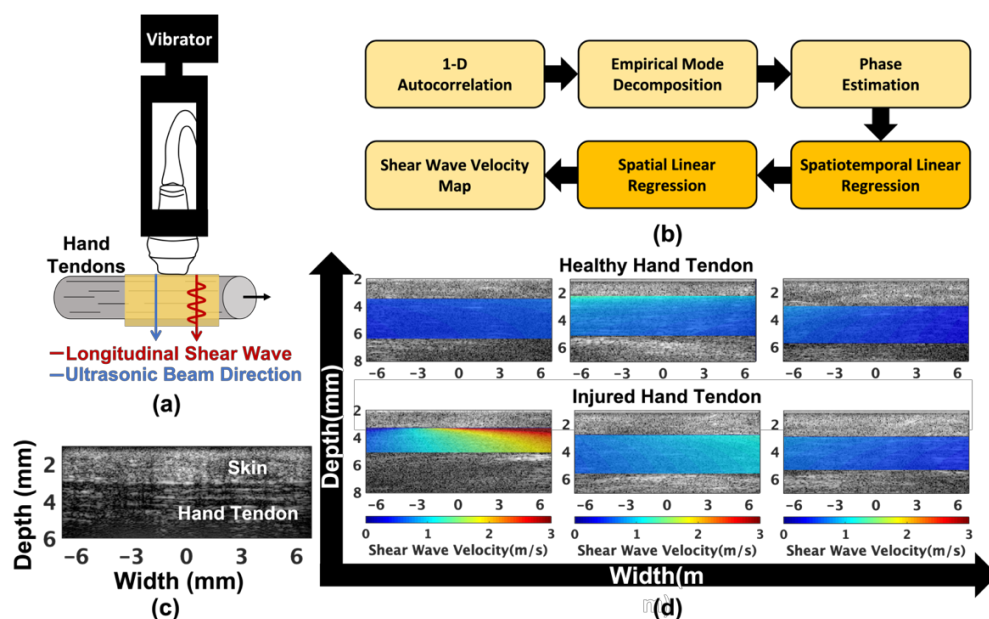 Vibrator
Hand
Tendons
—Longitudinal Shear Wave
—Ultrasonic Beam Direction
(a)
1-D
Autocorrelation
Empirical Mode
Decomposition
Phase
Estimation
Shear Wave Velocity
Map
Spatial Linear
Regression
Spatiotemporal Linear
Regression
(b)
Depth (mm)
2
4
6
Skin
Hand Tendon
-3
0
3
6
Width (mm)
(c)
Depth(mm)
Healthy Hand Tendon
2
4
6
8
-6
-3
0
3
6
2
4
6
-6
-3
0
3
6
2
4
6
-6
-3
0
3
6
Injured Hand Tendon
2
4
6
8
-6
-3
0
3
6
2
4
6
-6
-3
0
3
6
2
4
6
-6
-3
0
3
6
0
1
2
3
Shear Wave Velocity(m/s)
0
1
2
3
Shear Wave Velocity(m/s)
0
1
2
3
Shear Wave Velocity(m/s)
Width(m
m)
(d)